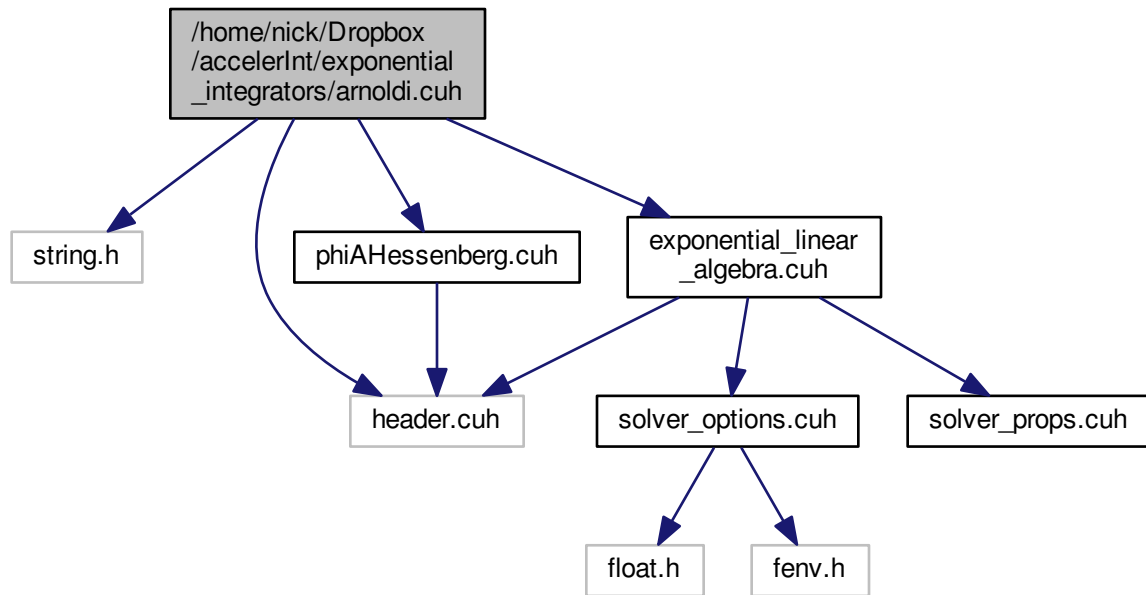 /home/nick/Dropbox
/accelerInt/exponential
_integrators/arnoldi.cuh
string.h
phiAHessenberg.cuh
exponential_linear
_algebra.cuh
header.cuh
solver_options.cuh
solver_props.cuh
float.h
fenv.h